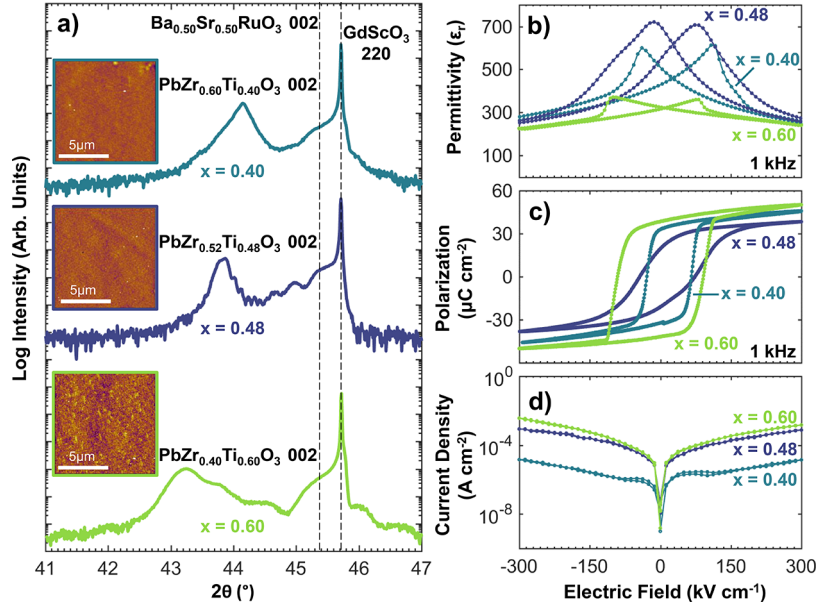 a)
Ba₀.₅₀Sr₀.₅₀RuO₃ 002
GdScO₃
220
PbZr₀.₆₀Ti₀.₄₀O₃ 002
5µm
x = 0.40
PbZr₀.₅₂Ti₀.₄₈O₃ 002
5µm
x = 0.48
PbZr₀.₄₀Ti₀.₆₀O₃ 002
5µm
x = 0.60
Log Intensity (Arb. Units)
41 42 43 44 45 46 47
2θ (°)
b)
Permittivity (εᵣ)
700
500
300
100
x = 0.48
x = 0.40
x = 0.60
1 kHz
c)
Polarization
(µC cm⁻²)
60
30
0
-30
-60
x = 0.48
x = 0.40
x = 0.60
1 kHz
d)
Current Density
(A cm⁻²)
10⁰
10⁻⁴
10⁻⁸
x = 0.60
x = 0.48
x = 0.40
-300 -150 0 150 300
Electric Field (kV cm⁻¹)